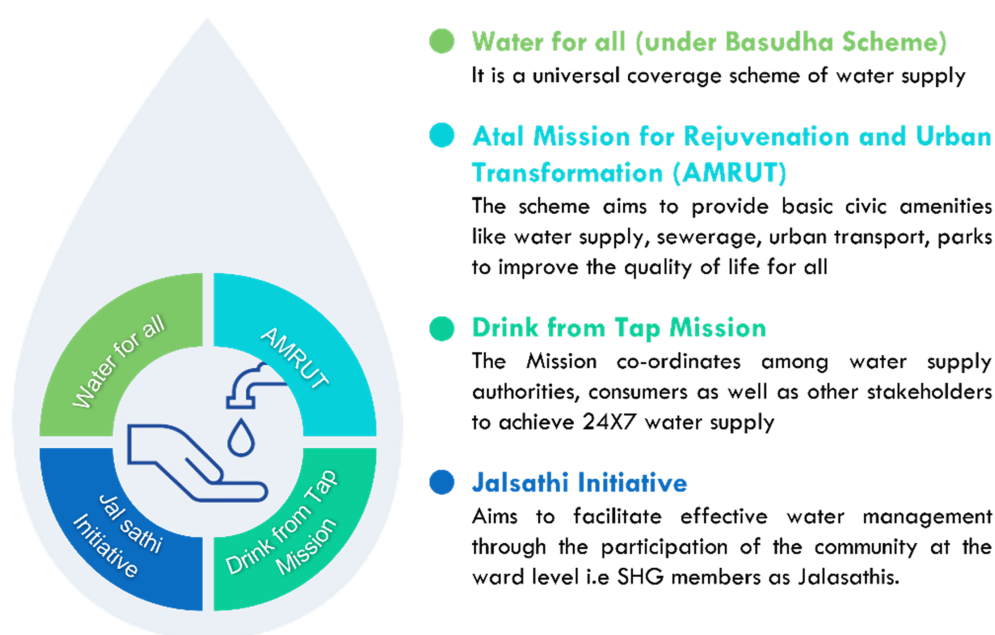 Water for all
AMRUT
Jal sathi
Initiative
Drink from Tap
Mission
Water for all (under Basudha Scheme)
It is a universal coverage scheme of water supply
Atal Mission for Rejuvenation and Urban
Transformation (AMRUT)
The scheme aims to provide basic civic amenities
like water supply, sewerage, urban transport, parks
to improve the quality of life for all
Drink from Tap Mission
The Mission co-ordinates among water supply
authorities, consumers as well as other stakeholders
to achieve 24X7 water supply
Jalsathi Initiative
Aims to facilitate effective water management
through the participation of the community at the
ward level i.e SHG members as Jalasathis.